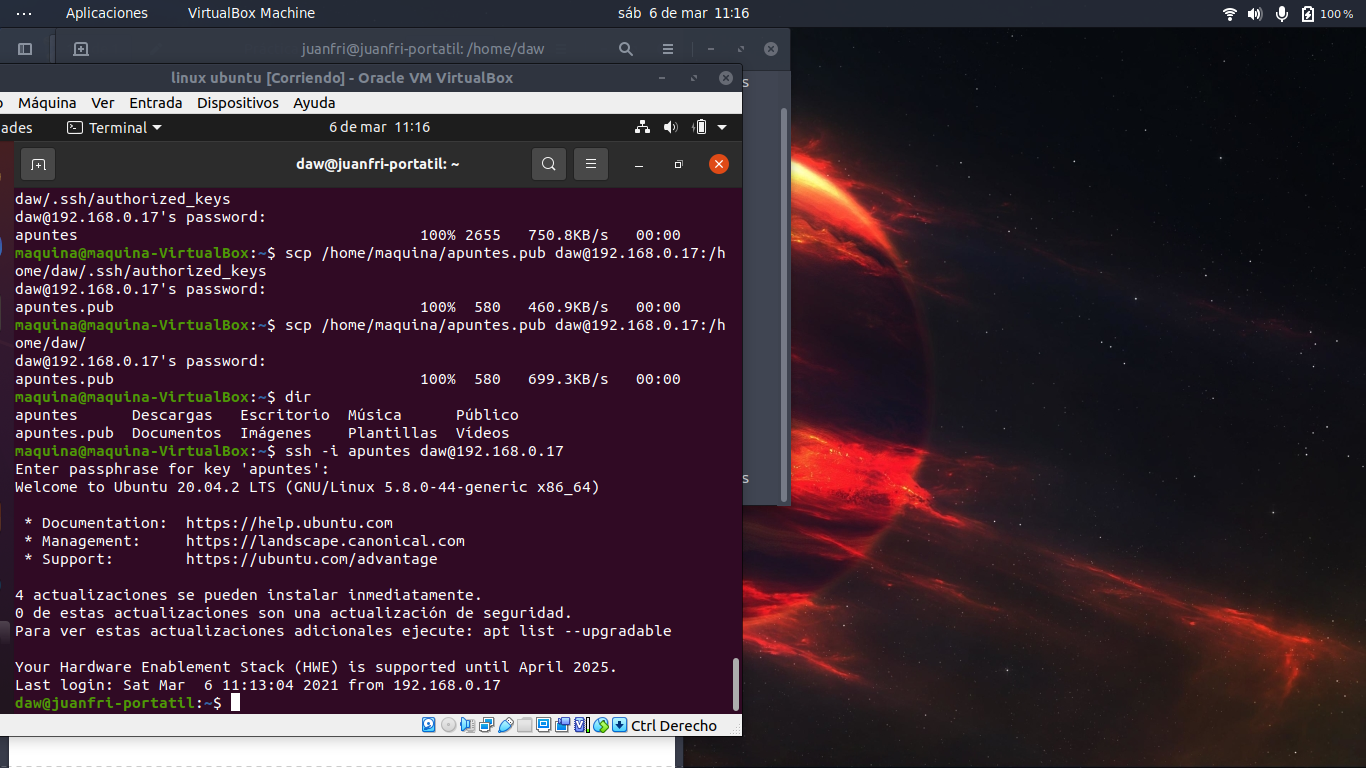 Aplicaciones VirtualBox Machine sáb 6 de mar 11:16 100 %
juanfri@juanfri-portatil: /home/daw
linux ubuntu [Corriendo] - Oracle VM VirtualBox
s
o Máquina Ver Entrada Dispositivos Ayuda
ades Terminal 6 de mar 11:16
daw@juanfri-portatil: ~
daw/.ssh/authorized_keys
daw@192.168.0.17's password:
apuntes 100% 2655 750.8KB/s 00:00
maquina@maquina-VirtualBox:~$ scp /home/maquina/apuntes.pub daw@192.168.0.17:/h
ome/daw/.ssh/authorized_keys
daw@192.168.0.17's password:
apuntes.pub 100% 580 460.9KB/s 00:00
maquina@maquina-VirtualBox:~$ scp /home/maquina/apuntes.pub daw@192.168.0.17:/h
ome/daw/
daw@192.168.0.17's password:
apuntes.pub 100% 580 699.3KB/s 00:00
maquina@maquina-VirtualBox:~$ dir
apuntes Descargas Escritorio Música Público
apuntes.pub Documentos Imágenes Plantillas Vídeos
maquina@maquina-VirtualBox:~$ ssh -i apuntes daw@192.168.0.17
Enter passphrase for key 'apuntes':
s
Welcome to Ubuntu 20.04.2 LTS (GNU/Linux 5.8.0-44-generic x86_64)
* Documentation: https://help.ubuntu.com
* Management: https://landscape.canonical.com
* Support: https://ubuntu.com/advantage
4 actualizaciones se pueden instalar inmediatamente.
0 de estas actualizaciones son una actualización de seguridad.
Para ver estas actualizaciones adicionales ejecute: apt list --upgradable
Your Hardware Enablement Stack (HWE) is supported until April 2025.
Last login: Sat Mar 6 11:13:04 2021 from 192.168.0.17
daw@juanfri-portatil:~$
Ctrl Derecho